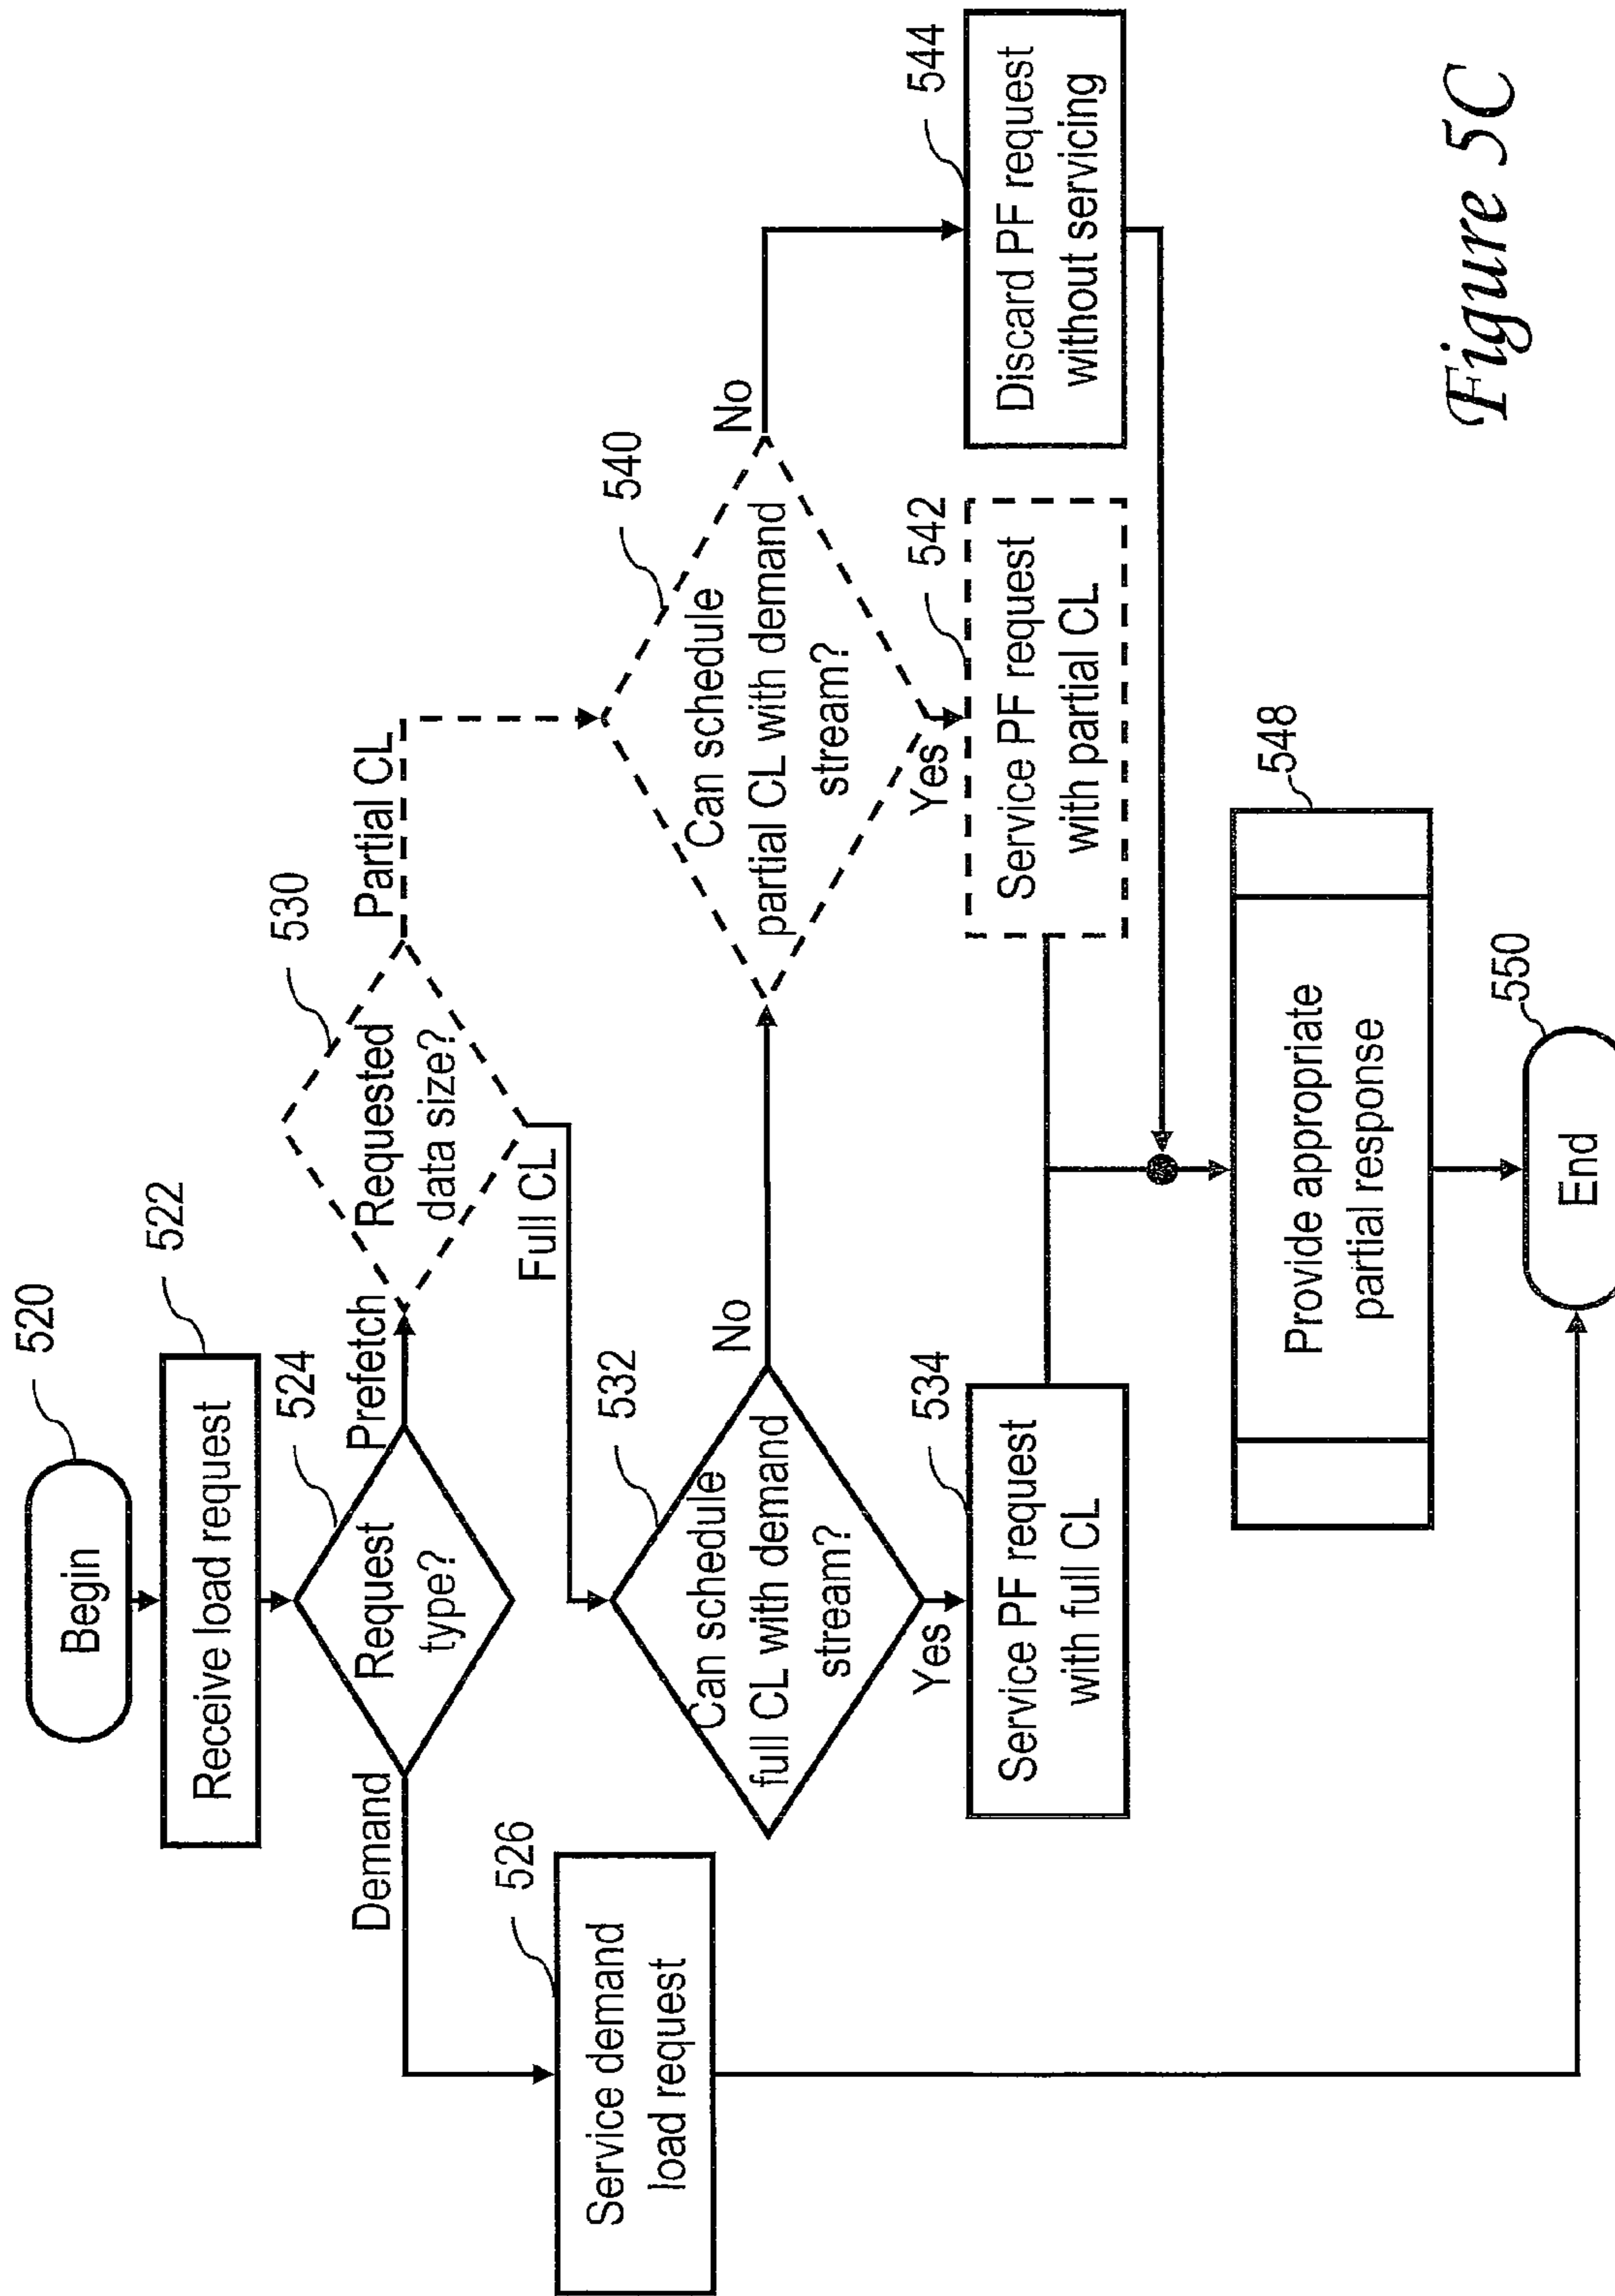 520
Begin
522
Receive load request
524
Request
type?
Demand
Prefetch
526
Service demand
load request
530
Requested
data size?
Partial CL
Full CL
532
Can schedule
full CL with demand
stream?
No
Yes
534
Service PF request
with full CL
540
Can schedule
partial CL with demand
stream?
No
Yes
542
Service PF request
with partial CL
544
Discard PF request
without servicing
548
Provide appropriate
partial response
550
End
Figure 5C